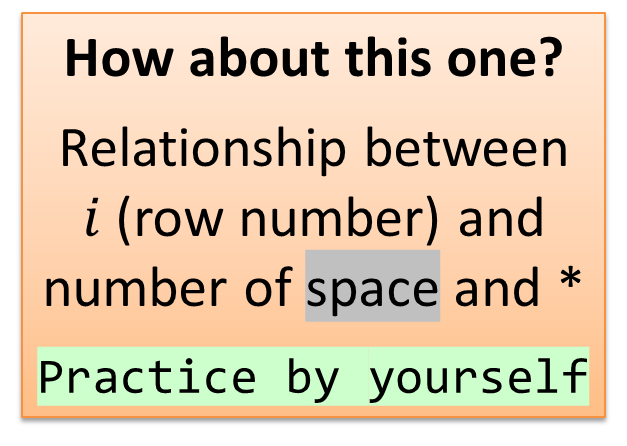 How about this one?
Relationship between
i (row number) and
number of space and *
Practice by yourself